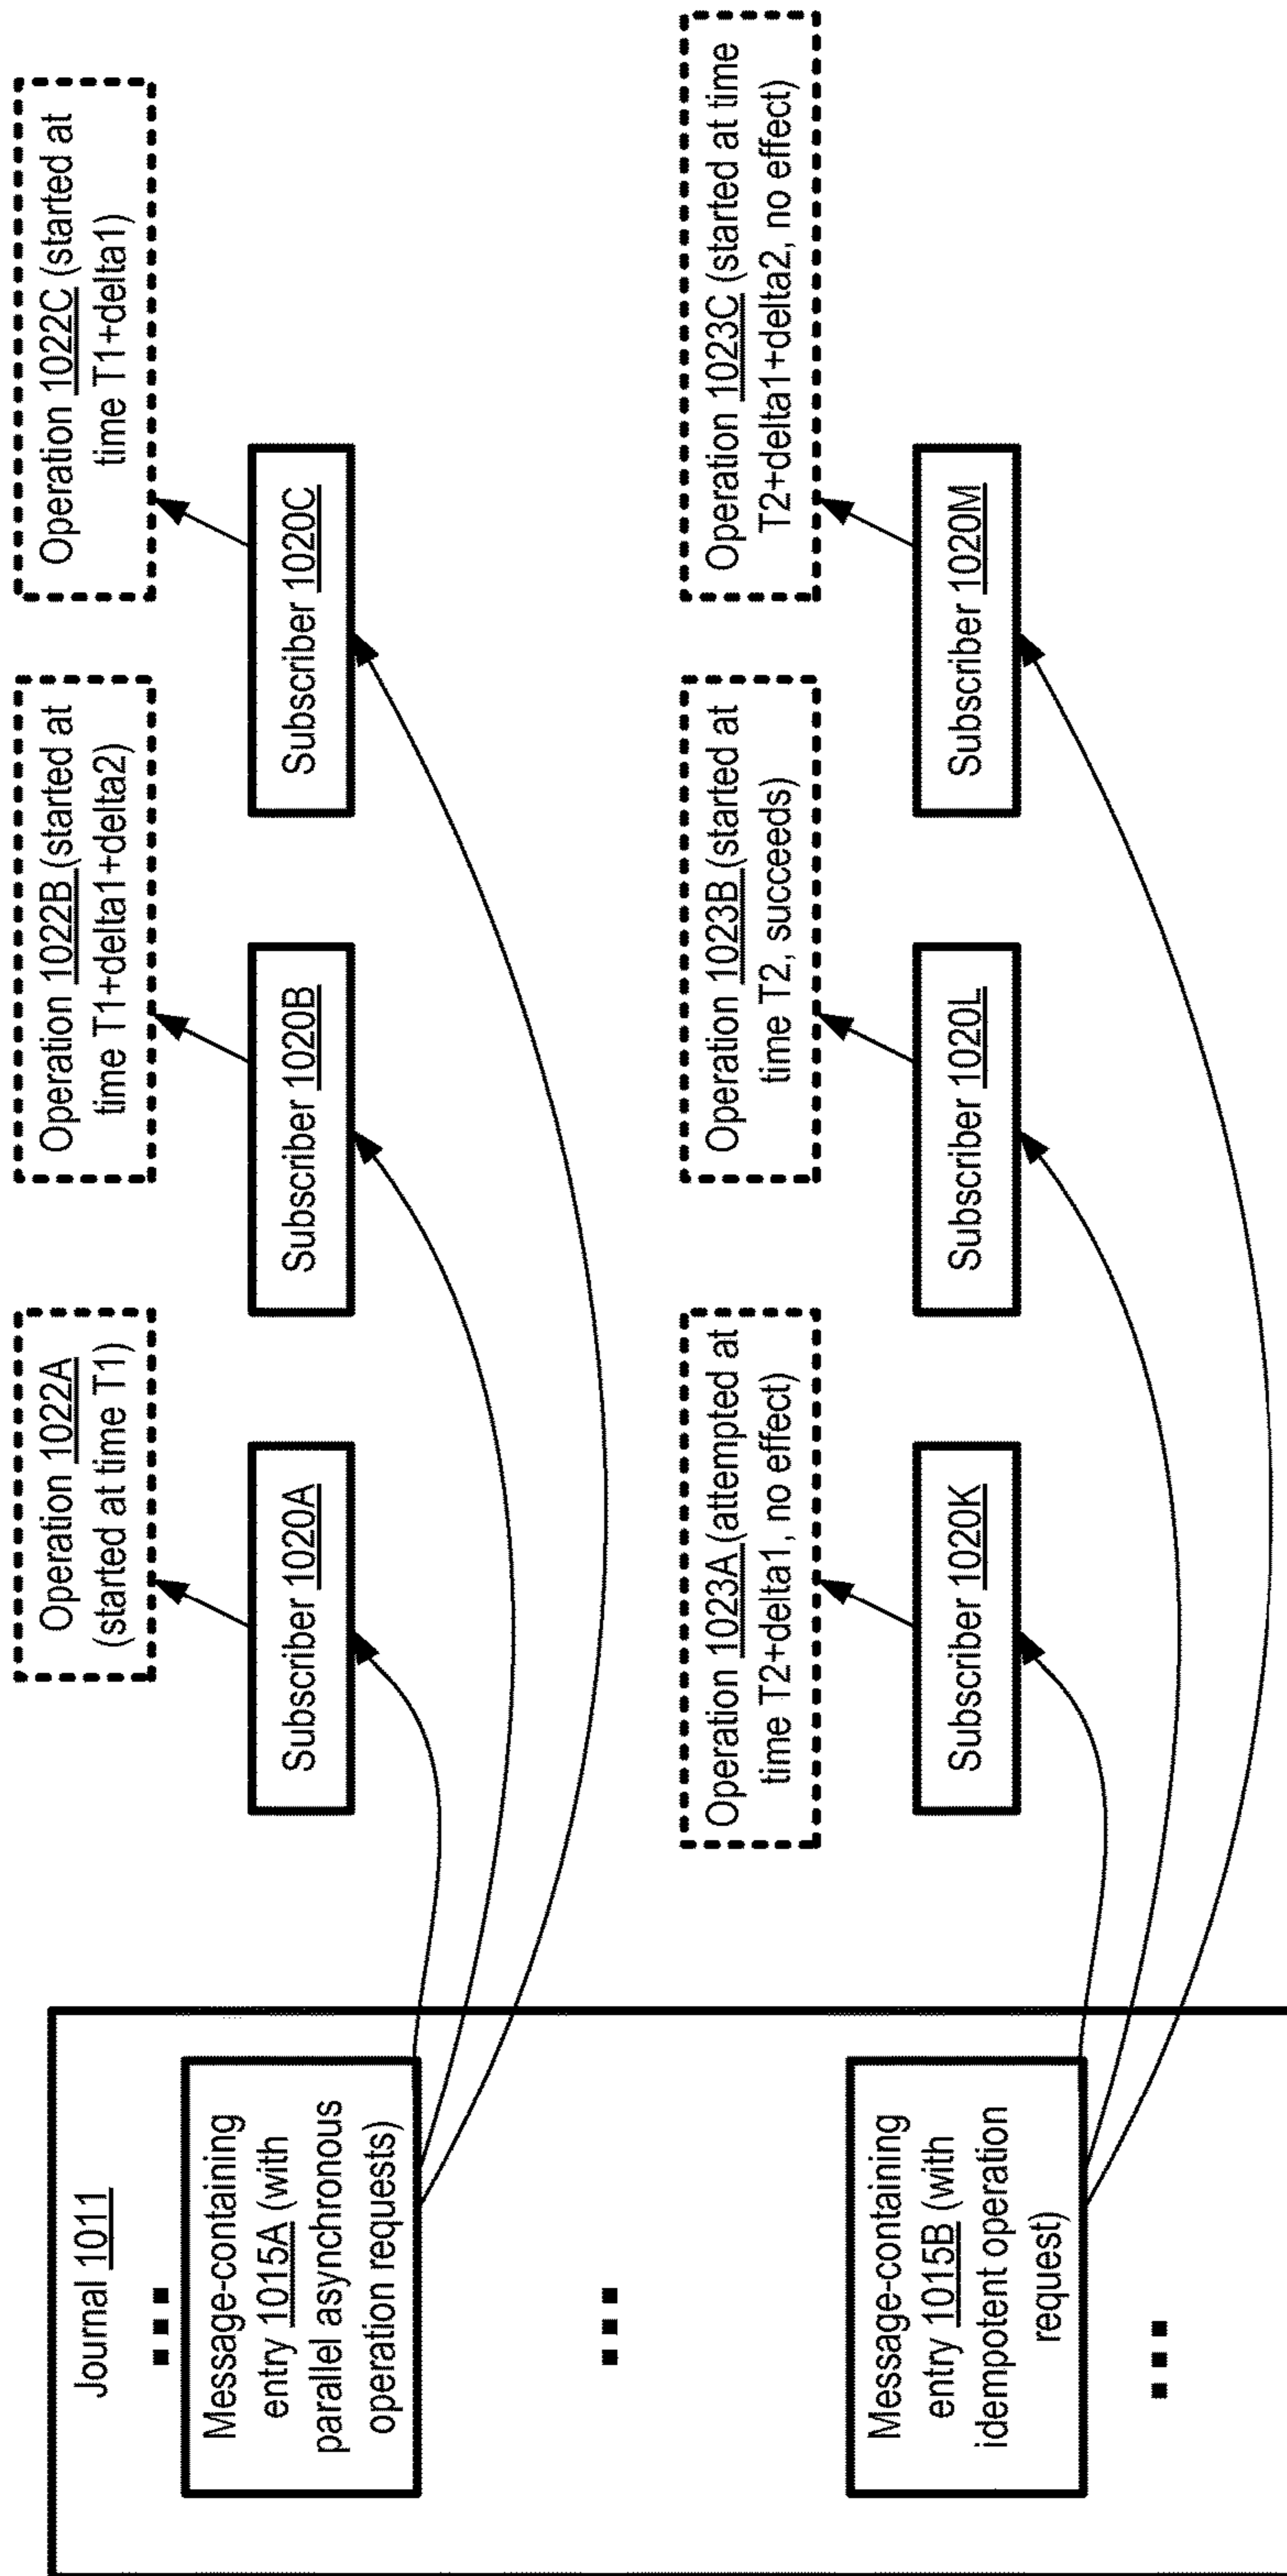 Journal 1011
Message-containing
entry 1015A (with
parallel asynchronous
operation requests)
Operation 1022A
(started at time T1)
Subscriber 1020A
Operation 1022B (started at
time T1+delta1+delta2)
Subscriber 1020B
Operation 1022C (started at
time T1+delta1)
Subscriber 1020C
Message-containing
entry 1015B (with
idempotent operation
request)
Operation 1023A (attempted at
time T2+delta1, no effect)
Subscriber 1020K
Operation 1023B (started at
time T2, succeeds)
Subscriber 1020L
Operation 1023C (started at time
T2+delta1+delta2, no effect)
Subscriber 1020M